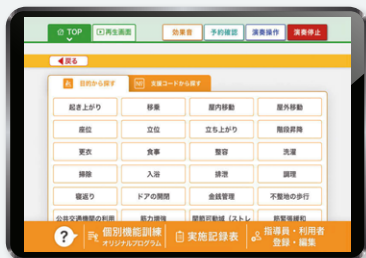 TOP 再生画面 効果音 予約確認 演奏操作 演奏停止
戻る
目的から探す 支援コードから探す
起き上がり 移乗 屋内移動 屋外移動
座位 立位 立ち上がり 階段昇降
更衣 食事 整容 洗濯
掃除 入浴 排泄 調理
寝返り ドアの開閉 金銭管理 不整地の歩行
公共交通機関の利用 筋力増強 関節可動域(ストレ 筋緊張緩和
? 個別機能訓練 オリジナルプログラム 実施記録表 指導員・利用者 登録・編集